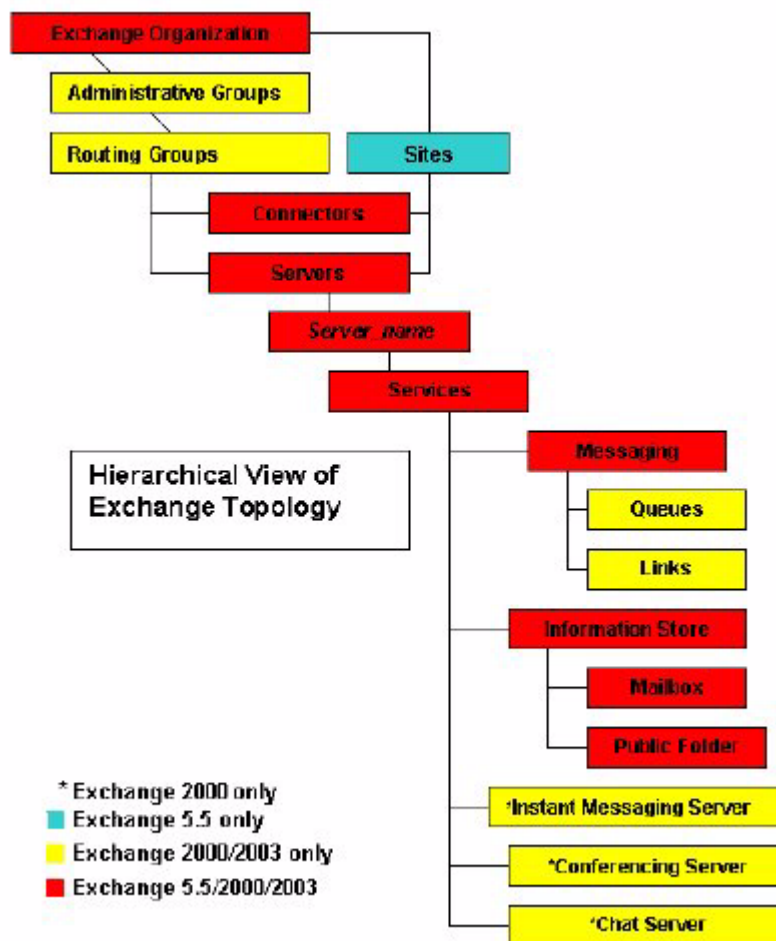 Exchange Organization
Administrative Groups
Routing Groups
Sites
Connectors
Servers
Server_name
Services
Hierarchical View of
Exchange Topology
Messaging
Queues
Links
Information Store
Mailbox
Public Folder
*Instant Messaging Server
*Conferencing Server
*Chat Server
* Exchange 2000 only
Exchange 5.5 only
Exchange 2000/2003 only
Exchange 5.5/2000/2003